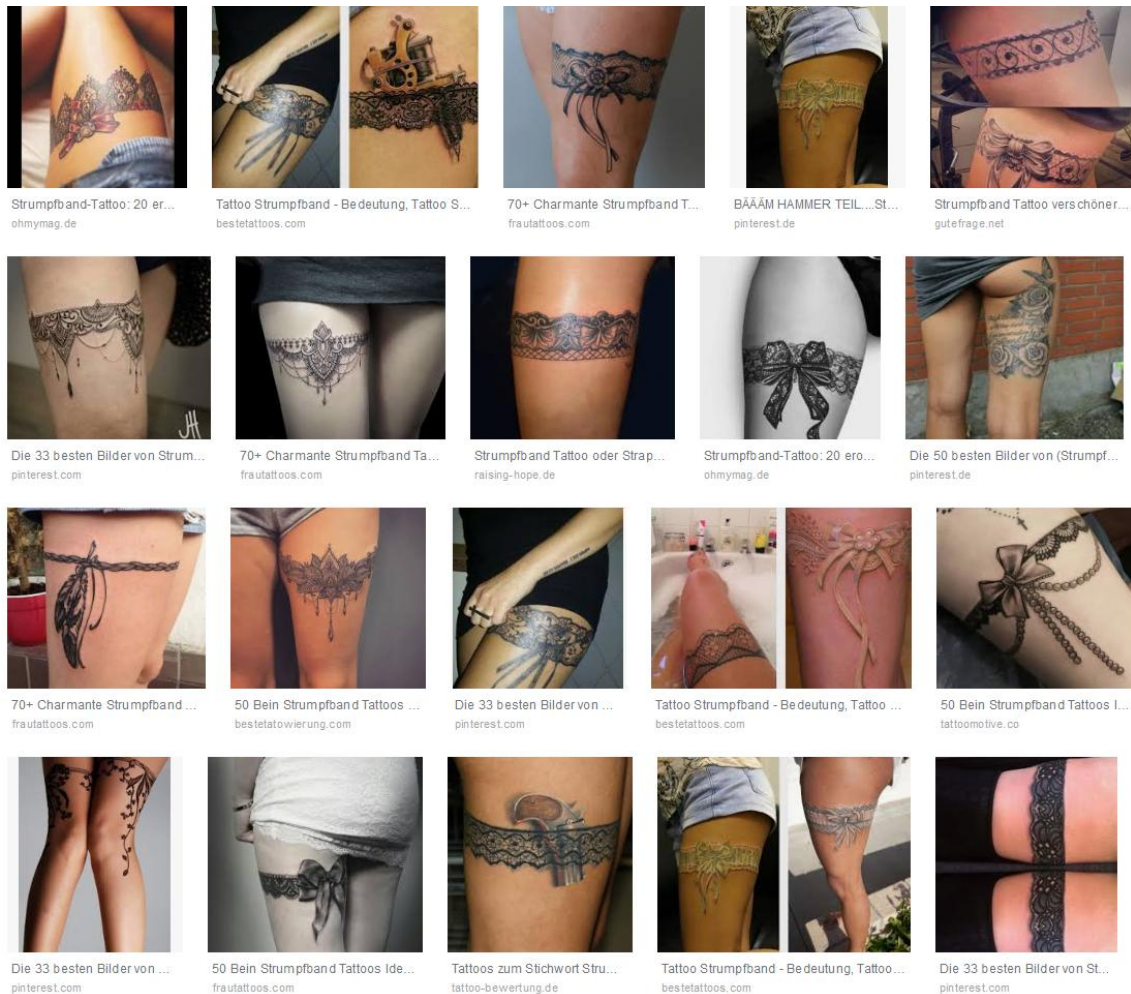 Strumpfband-Tattoo: 20 er...
ohmymag.de
Tattoo Strumpfband - Bedeutung, Tattoo S...
bestetattoos.com
70+ Charmante Strumpfband T...
frautattoos.com
BÄÄÄM HAMMER TEIL....St...
pinterest.de
Strumpfband Tattoo verschöner...
gutefrage.net
JH
Die 33 besten Bilder von Strum...
pinterest.com
70+ Charmante Strumpfband Ta...
frautattoos.com
Strumpfband Tattoo oder Strap...
raising-hope.de
Strumpfband-Tattoo: 20 ero...
ohmymag.de
Die 50 besten Bilder von (Strumpf...
pinterest.de
70+ Charmante Strumpfband ...
frautattoos.com
50 Bein Strumpfband Tattoos ...
bestetatowierung.com
Die 33 besten Bilder von ...
pinterest.com
Tattoo Strumpfband - Bedeutung, Tattoo ...
bestetattoos.com
50 Bein Strumpfband Tattoos I...
tattoomotive.co
Die 33 besten Bilder von ...
pinterest.com
50 Bein Strumpfband Tattoos Ide...
frautattoos.com
Tattoos zum Stichwort Stru...
tattoo-bewertung.de
Tattoo Strumpfband - Bedeutung, Tattoo...
bestetattoos.com
Die 33 besten Bilder von St...
pinterest.com